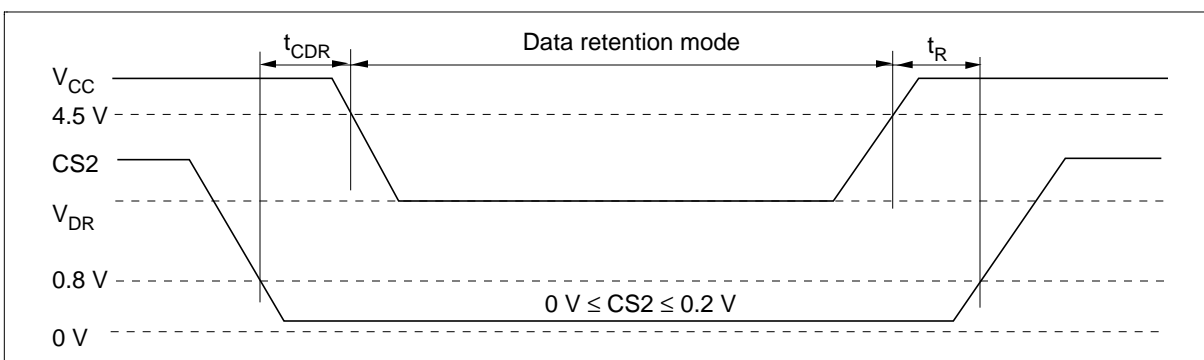 t_CDR Data retention mode t_R
V_CC
4.5 V
CS2
V_DR
0.8 V
0 V ≤ CS2 ≤ 0.2 V
0 V